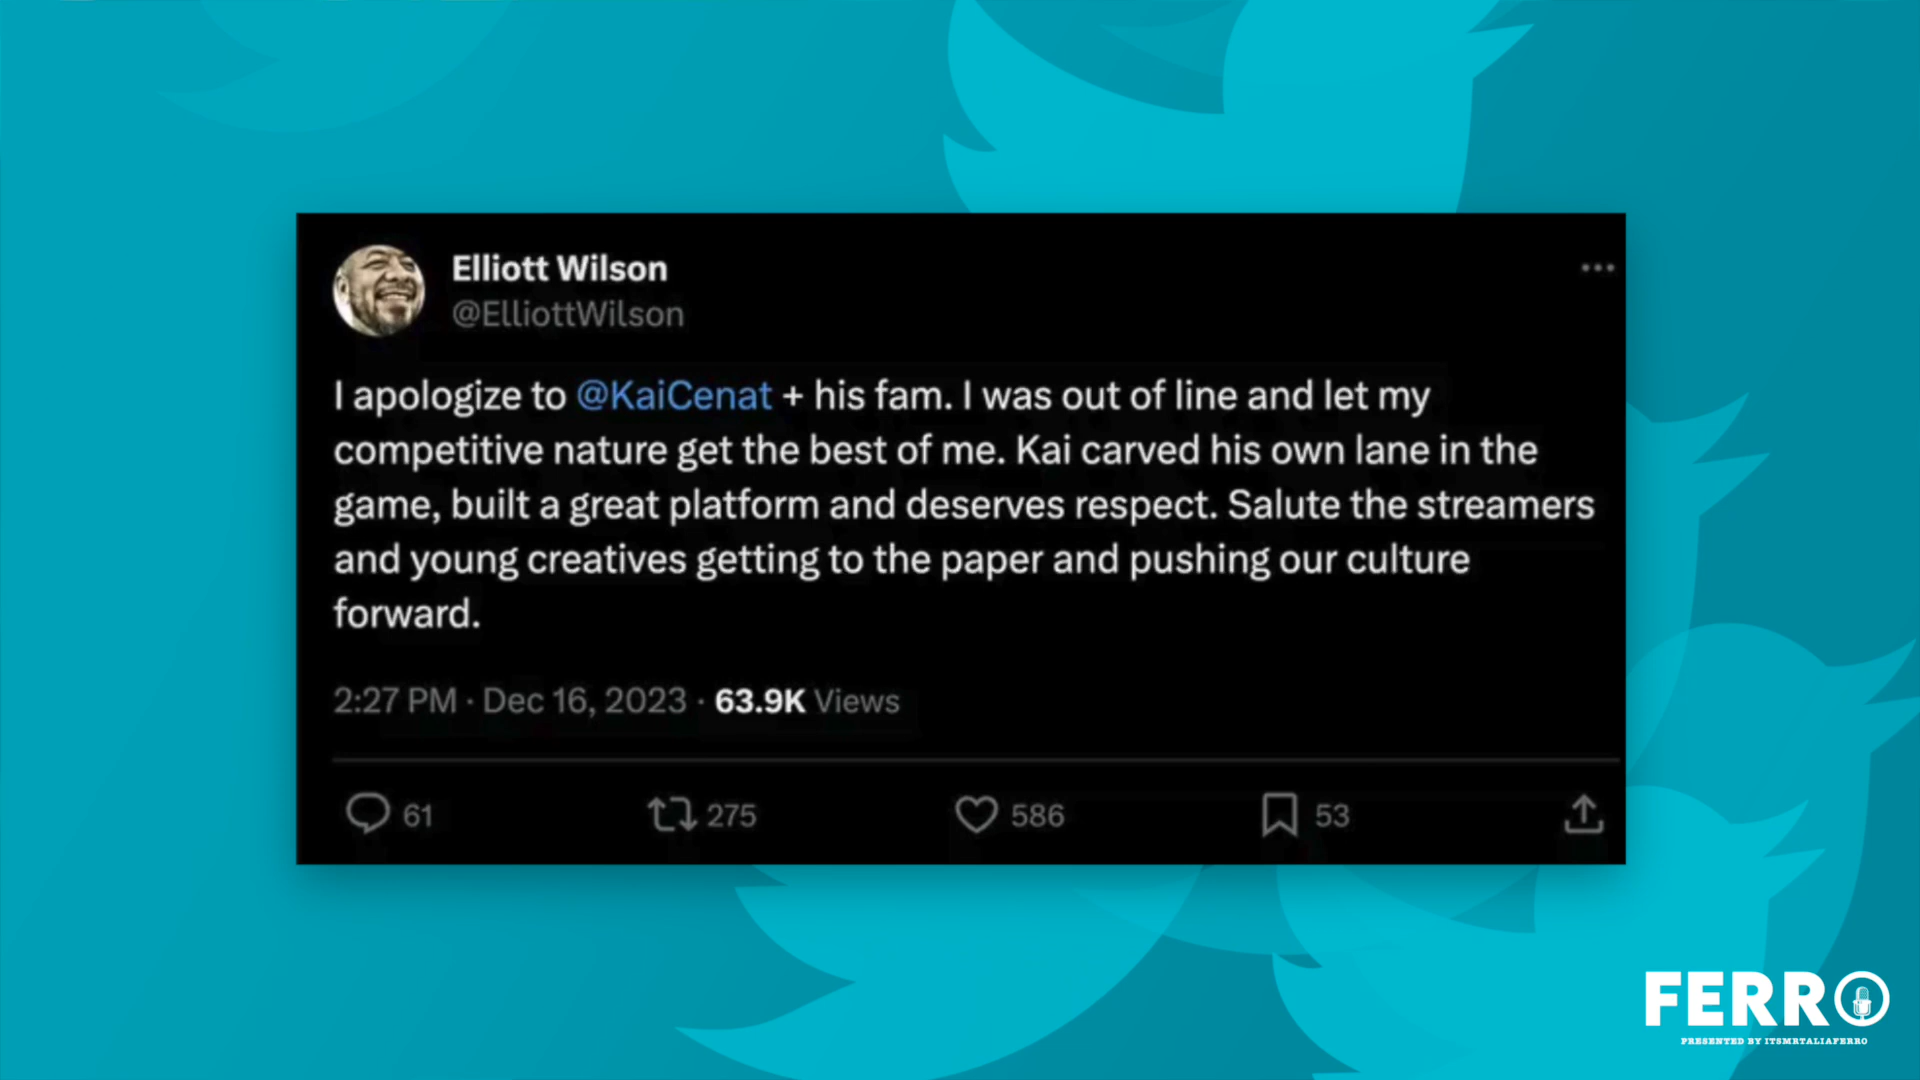 Elliott Wilson
@ElliottWilson
I apologize to @KaiCenat + his fam. I was out of line and let my
competitive nature get the best of me. Kai carved his own lane in the
game, built a great platform and deserves respect. Salute the streamers
and young creatives getting to the paper and pushing our culture
forward.
2:27 PM · Dec 16, 2023 · 63.9K Views
61 275 586 53
FERRO
PRESENTED BY ITSMRTALIAFERRO